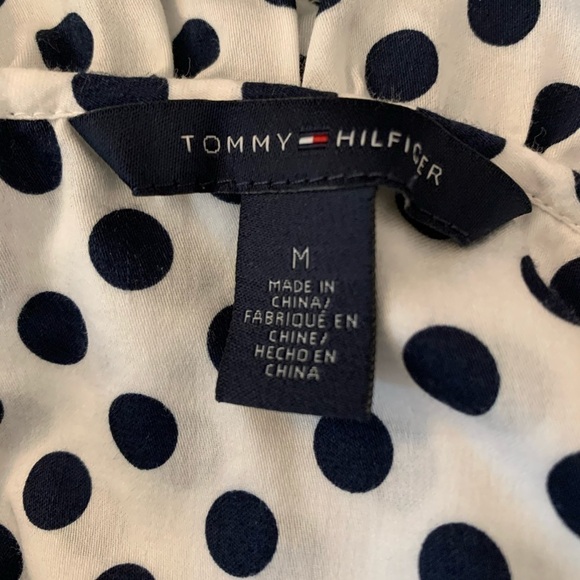 TOMMY HILFIGER
M
MADE IN
CHINA/
FABRIQUÉ EN
CHINE/
HECHO EN
CHINA